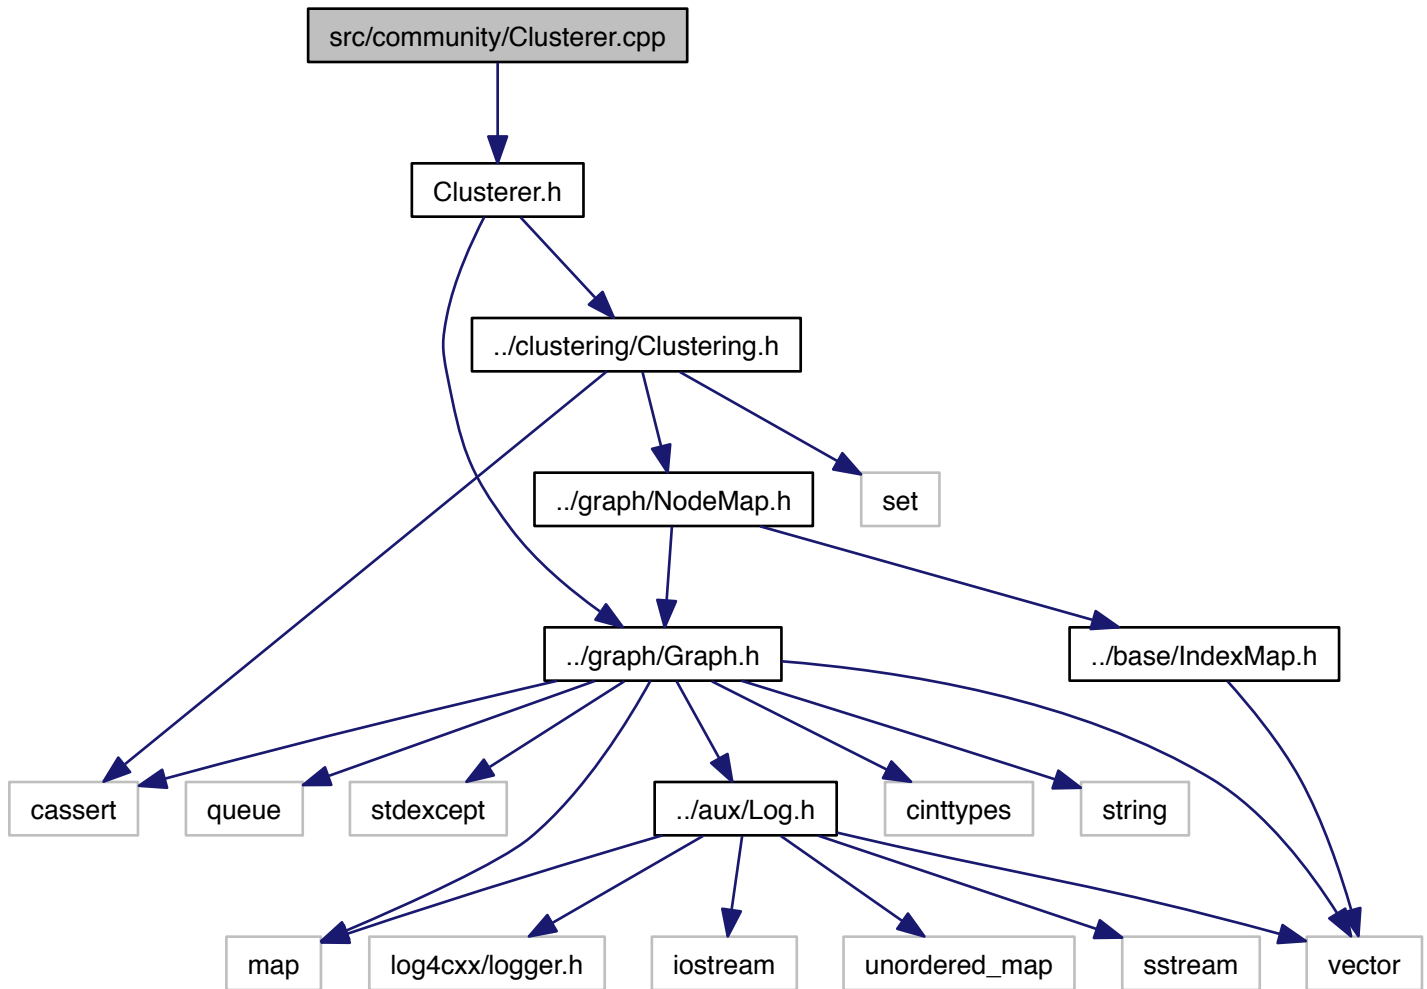 src/community/Clusterer.cpp
Clusterer.h
../clustering/Clustering.h
../graph/NodeMap.h
set
../graph/Graph.h
../base/IndexMap.h
cassert
queue
stdexcept
../aux/Log.h
cinttypes
string
map
log4cxx/logger.h
iostream
unordered_map
sstream
vector